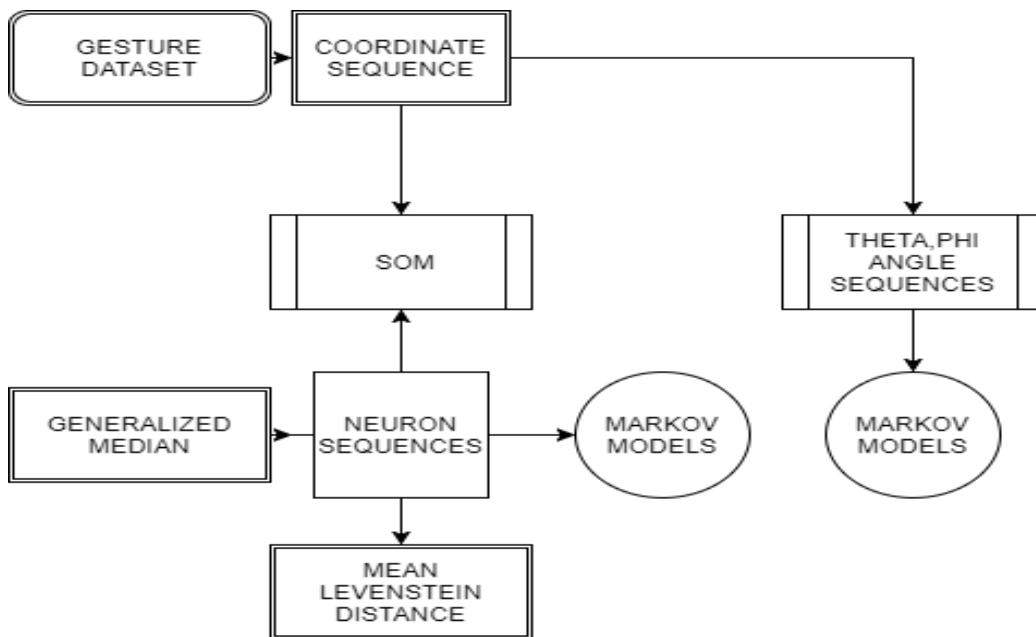 GESTURE
DATASET
COORDINATE
SEQUENCE
SOM
THETA,PHI
ANGLE
SEQUENCES
GENERALIZED
MEDIAN
NEURON
SEQUENCES
MARKOV
MODELS
MARKOV
MODELS
MEAN
LEVENSTEIN
DISTANCE